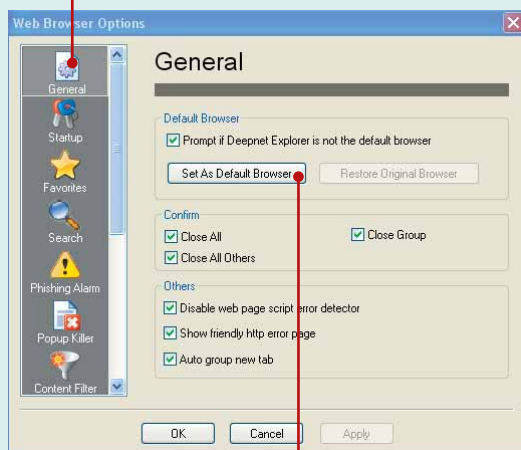 Web Browser Options
General
Startup
Favorites
Search
Phishing Alarm
Popup Killer
Content Filter
General
Default Browser
Prompt if Deepnet Explorer is not the default browser
Set As Default Browser
Restore Original Browser
Confirm
Close All
Close Group
Close All Others
Others
Disable web page script error detector
Show friendly http error page
Auto group new tab
OK
Cancel
Apply